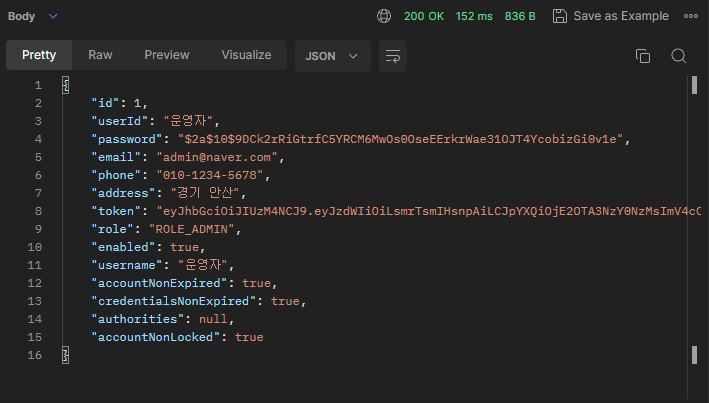 Body 200 OK 152 ms 836 B Save as Example
Pretty Raw Preview Visualize JSON
1 {
2 "id": 1,
3 "userId": "운영자",
4 "password": "$2a$10$9DCk2rRiGtrfC5YRCM6MwOs0OseEErkrWae31OJT4YcobizGi0v1e",
5 "email": "admin@naver.com",
6 "phone": "010-1234-5678",
7 "address": "경기 안산",
8 "token": "eyJhbGciOiJIUzM4NCJ9.eyJzdWIiOiLsmrTsmIHsnpAiLCJpYXQiOjE2OTA3NzY0NzMsImV4cC
9 "role": "ROLE_ADMIN",
10 "enabled": true,
11 "username": "운영자",
12 "accountNonExpired": true,
13 "credentialsNonExpired": true,
14 "authorities": null,
15 "accountNonLocked": true
16 }